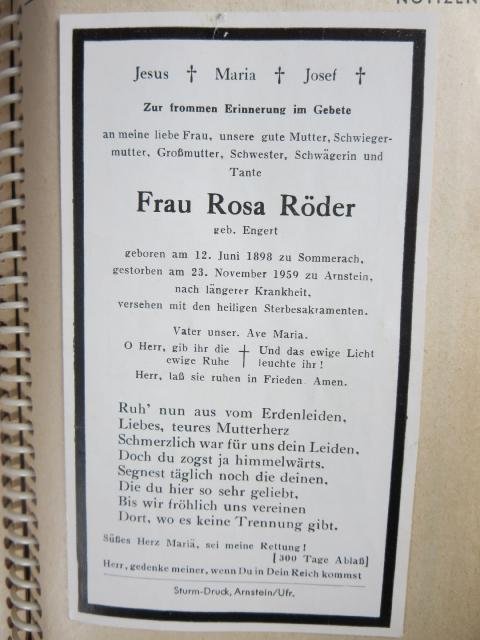 NOTIZEN
Jesus † Maria † Josef †
Zur frommen Erinnerung im Gebete
an meine liebe Frau, unsere gute Mutter, Schwieger-
mutter, Großmutter, Schwester, Schwägerin und
Tante
Frau Rosa Röder
geb. Engert
geboren am 12. Juni 1898 zu Sommerach,
gestorben am 23. November 1959 zu Arnstein,
nach längerer Krankheit,
versehen mit den heiligen Sterbesakramenten.
Vater unser. Ave Maria.
O Herr, gib ihr die † Und das ewige Licht
ewige Ruhe leuchte ihr!
Herr, laß sie ruhen in Frieden. Amen.
Ruh' nun aus vom Erdenleiden,
Liebes, teures Mutterherz
Schmerzlich war für uns dein Leiden,
Doch du zogst ja himmelwärts.
Segnest täglich noch die deinen,
Die du hier so sehr geliebt,
Bis wir fröhlich uns vereinen
Dort, wo es keine Trennung gibt.
Süßes Herz Mariä, sei meine Rettung!
[300 Tage Ablaß]
Herr, gedenke meiner, wenn Du in Dein Reich kommst
Sturm-Druck, Arnstein/Ufr.